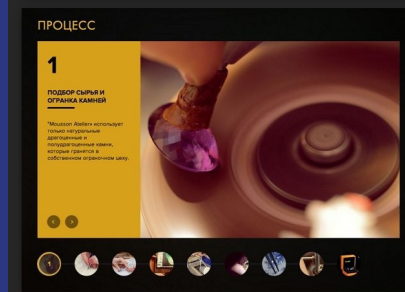 ПРОЦЕСС
1
ПОДБОР СЫРЬЯ И
ОГРАНКА КАМНЕЙ
"Mousson Atelier» использует
только натуральные
драгоценные и
полудрагоценные камни,
которые гранятся в
собственном ограночном цеху.
1